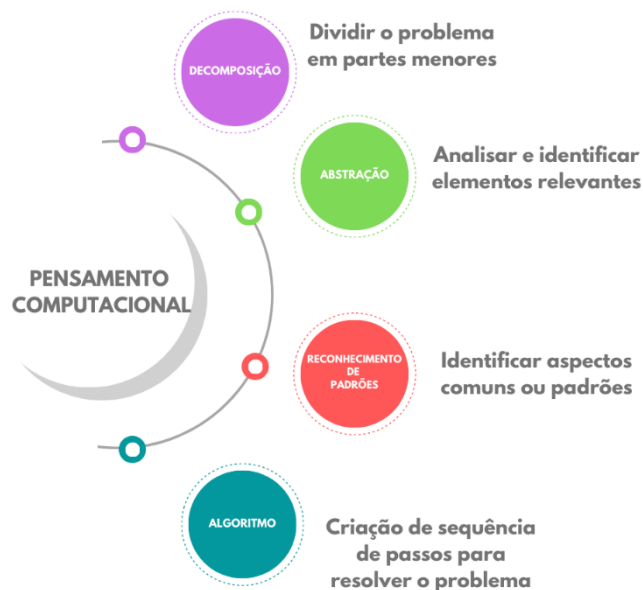 DECOMPOSIÇÃO
Dividir o problema
em partes menores
ABSTRAÇÃO
Analisar e identificar
elementos relevantes
PENSAMENTO
COMPUTACIONAL
RECONHECIMENTO
DE
PADRÕES
Identificar aspectos
comuns ou padrões
ALGORITMO
Criação de sequência
de passos para
resolver o problema